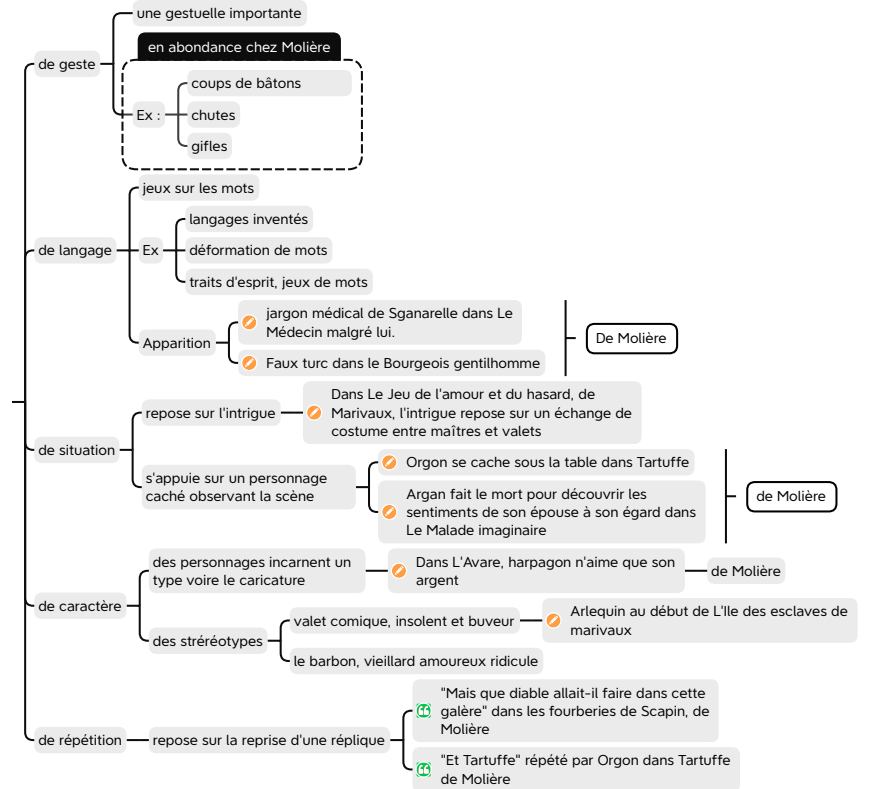 de geste
une gestuelle importante
en abondance chez Molière
Ex :
coups de bâtons
chutes
gifles
de langage
jeux sur les mots
Ex
langages inventés
déformation de mots
traits d'esprit, jeux de mots
Apparition
jargon médical de Sganarelle dans Le
Médecin malgré lui.
Faux turc dans le Bourgeois gentilhomme
De Molière
de situation
repose sur l'intrigue
Dans Le Jeu de l'amour et du hasard, de
Marivaux, l'intrigue repose sur un échange de
costume entre maîtres et valets
s'appuie sur un personnage
caché observant la scène
Orgon se cache sous la table dans Tartuffe
Argan fait le mort pour découvrir les
sentiments de son épouse à son égard dans
Le Malade imaginaire
de Molière
de caractère
des personnages incarnent un
type voire le caricature
Dans L'Avare, harpagon n'aime que son
argent
de Molière
des stréréotypes
valet comique, insolent et buveur
Arlequin au début de L'Ile des esclaves de
marivaux
le barbon, vieillard amoureux ridicule
de répétition
repose sur la reprise d'une réplique
"Mais que diable allait-il faire dans cette
galère" dans les fourberies de Scapin, de
Molière
"Et Tartuffe" répété par Orgon dans Tartuffe
de Molière